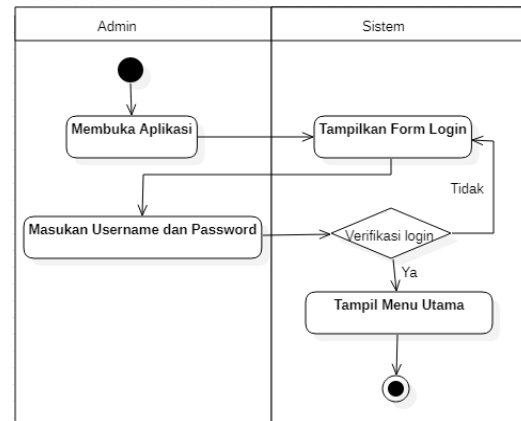 Admin
Sistem
Membuka Aplikasi
Tampilkan Form Login
Tidak
Masukan Username dan Password
Verifikasi login
Ya
Tampil Menu Utama